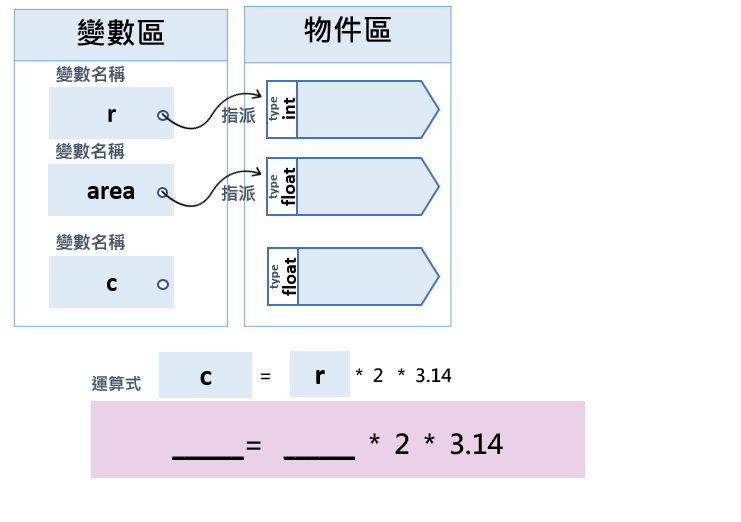 變數區
變數名稱
r
變數名稱
area
變數名稱
c
物件區
指派
type
int
指派
type
float
type
float
運算式 c = r * 2 * 3.14
_____= _____ * 2 * 3.14